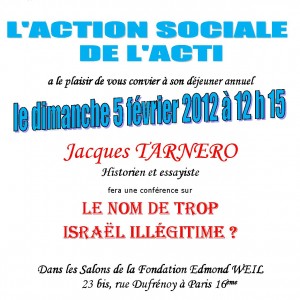 L'ACTION SOCIALE
DE L'ACTI
a le plaisir de vous convier à son déjeuner annuel
le dimanche 5 février 2012 à 12 h 15
Jacques TARNERO
Historien et essayiste
fera une conférence sur
LE NOM DE TROP
ISRAËL ILLÉGITIME ?
Dans les Salons de la Fondation Edmond WEIL
23 bis, rue Dufrénoy à Paris 16ème